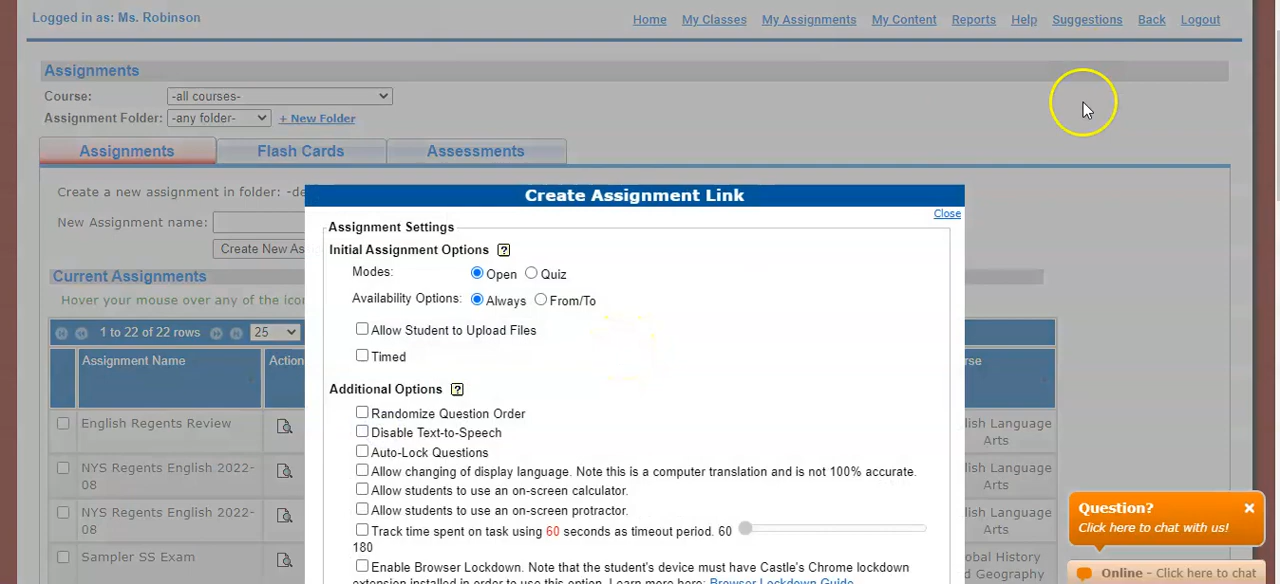 Logged in as: Ms. Robinson
Home My Classes My Assignments My Content Reports Help Suggestions Back Logout
Assignments
Course: -all courses-
Assignment Folder: -any folder- + New Folder
Assignments Flash Cards Assessments
Create a new assignment in folder: -de
New Assignment name:
Create New As
Current Assignments
Hover your mouse over any of the ico
1 to 22 of 22 rows 25
Assignment Name Action
English Regents Review
NYS Regents English 2022-
08
NYS Regents English 2022-
08
Sampler SS Exam
Create Assignment Link
Close
Assignment Settings
Initial Assignment Options ?
Modes: Open Quiz
Availability Options: Always From/To
Allow Student to Upload Files
Timed
Additional Options ?
Randomize Question Order
Disable Text-to-Speech
Auto-Lock Questions
Allow changing of display language. Note this is a computer translation and is not 100% accurate.
Allow students to use an on-screen calculator.
Allow students to use an on-screen protractor.
Track time spent on task using 60 seconds as timeout period. 60
180
Enable Browser Lockdown. Note that the student's device must have Castle's Chrome lockdown
extension installed in order to use this option. Learn more here: Browser Lockdown Guide
rse
lish Language
Arts
lish Language
Arts
lish Language
Arts
obal History
d Geography
Question? ×
Click here to chat with us!
Online - Click here to chat